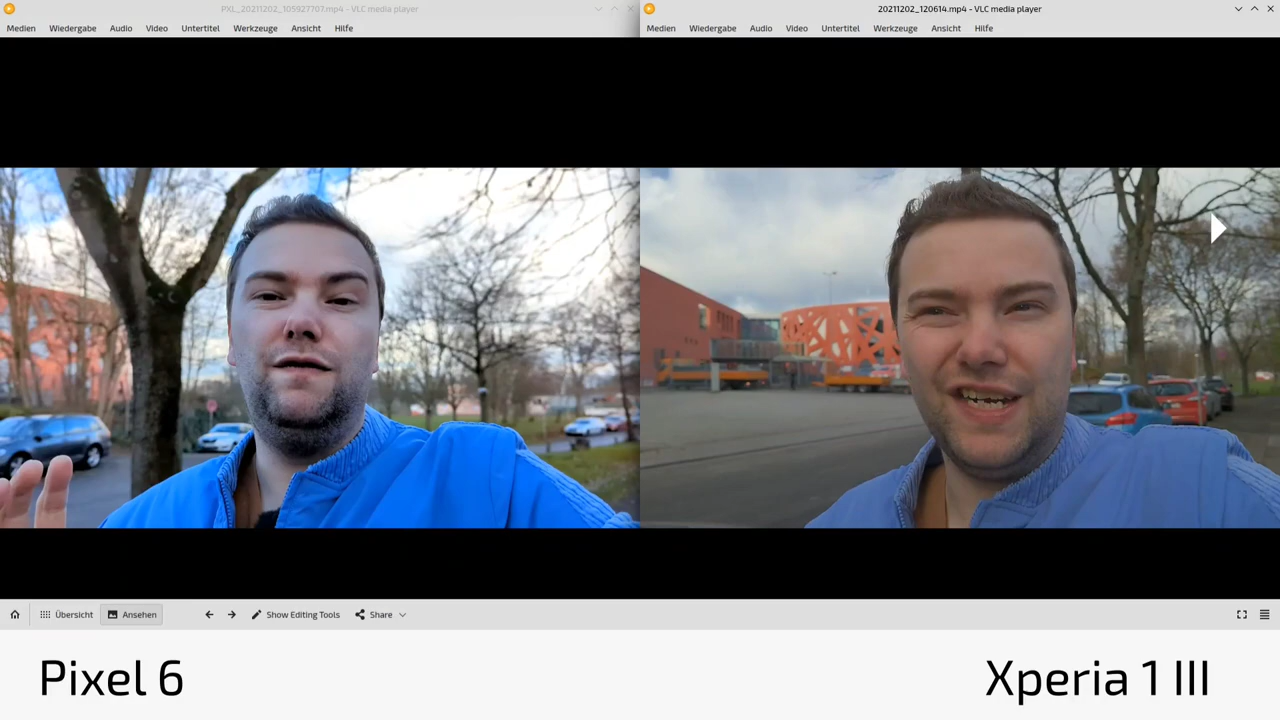 PXL_20211202_105927707.mp4 - VLC media player
20211202_120614.mp4 - VLC media player
Medien Wiedergabe Audio Video Untertitel Werkzeuge Ansicht Hilfe
Medien Wiedergabe Audio Video Untertitel Werkzeuge Ansicht Hilfe
Übersicht Ansehen Show Editing Tools Share
Pixel 6
Xperia 1 III